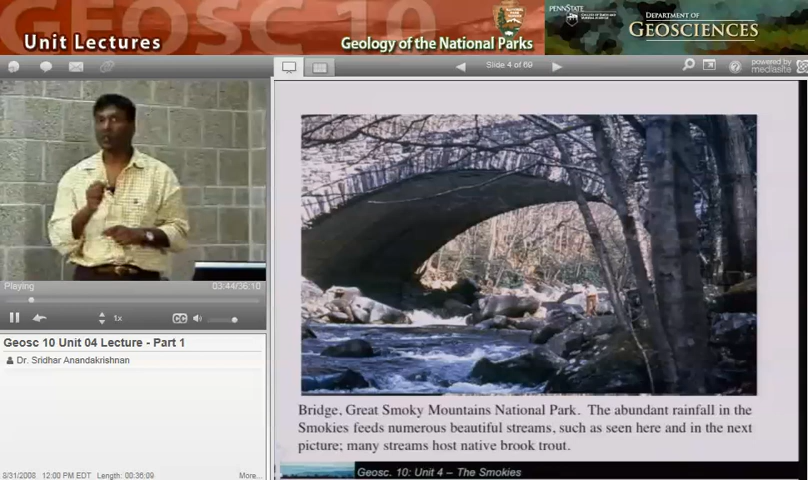 GEOSC 10
Unit Lectures
Geology of the National Parks
PENNSTATE
DEPARTMENT OF
GEOSCIENCES
Slide 4 of 69
powered by
mediasite
Playing
03:44/36:10
1x
CC
Geosc 10 Unit 04 Lecture - Part 1
Dr. Sridhar Anandakrishnan
8/31/2008 12:00 PM EDT Length: 00:36:09
More...
Bridge, Great Smoky Mountains National Park. The abundant rainfall in the
Smokies feeds numerous beautiful streams, such as seen here and in the next
picture; many streams host native brook trout.
Geosc. 10: Unit 4 – The Smokies